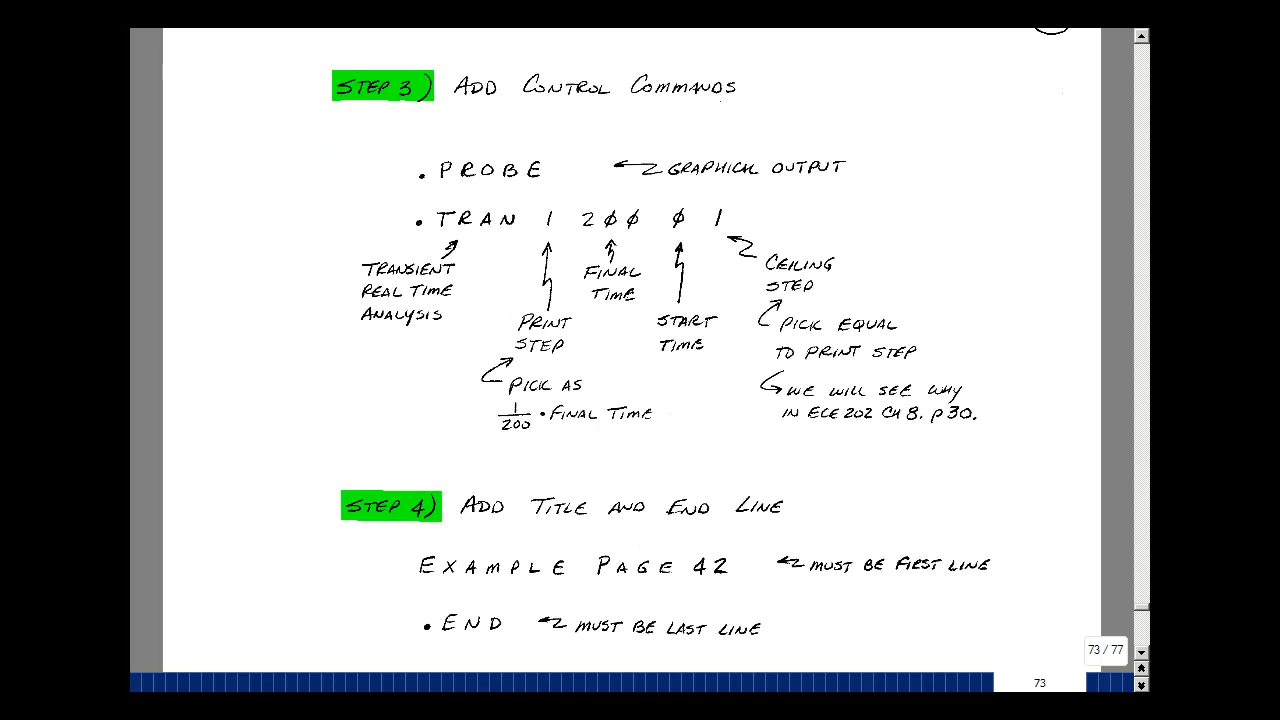 STEP 3) ADD CONTROL COMMANDS
. PROBE ← GRAPHICAL OUTPUT
. TRAN 1 2ØØ Ø 1
TRANSIENT
REAL TIME
ANALYSIS
PRINT
STEP
PICK AS
1/200 · FINAL TIME
FINAL
TIME
START
TIME
CEILING
STEP
PICK EQUAL
TO PRINT STEP
WE WILL SEE WHY
IN ECE 202 CH 8. p 30.
STEP 4) ADD TITLE AND END LINE
EXAMPLE PAGE 42 ← MUST BE FIRST LINE
. END ← MUST BE LAST LINE
73 / 77
73